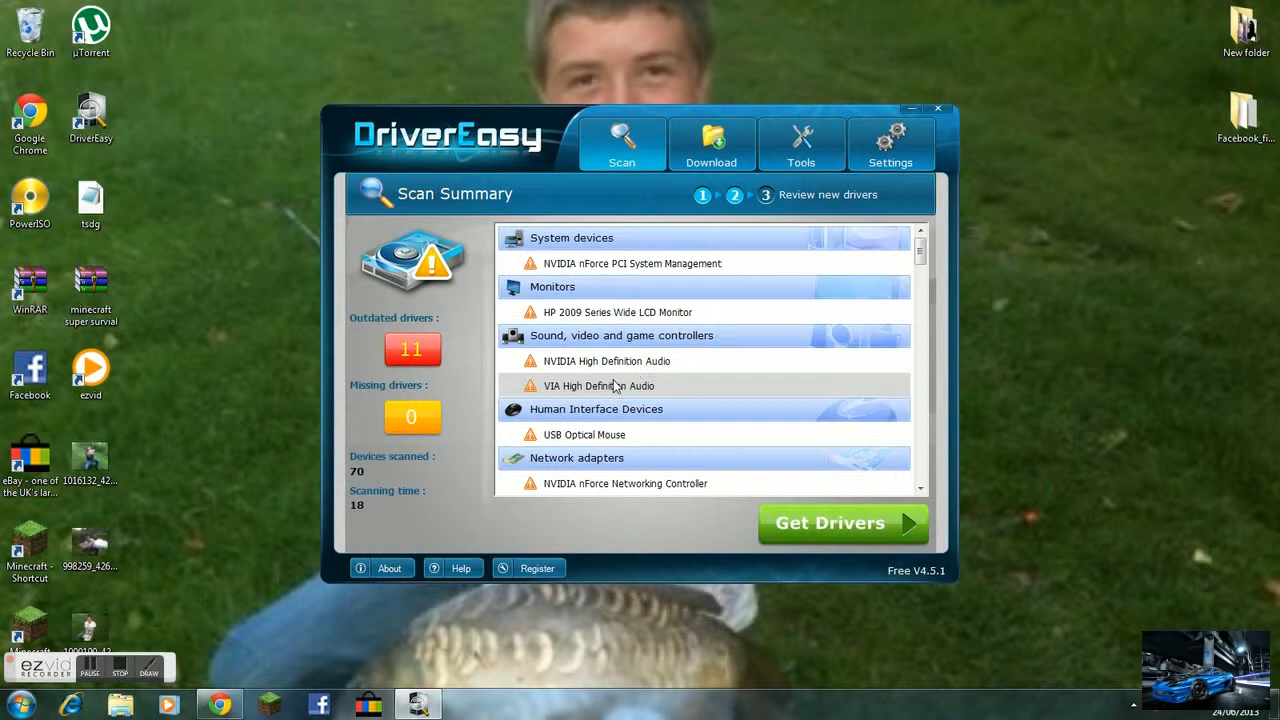 Recycle Bin
µTorrent
New folder
Google
Chrome
DriverEasy
Facebook_fi...
PowerISO
tsdg
WinRAR
minecraft
super survial
Facebook
ezvid
eBay - one of
the UK's lar...
1016132_42...
Minecraft -
Shortcut
998259_426...
DriverEasy
Scan
Download
Tools
Settings
Scan Summary
1
2
3
Review new drivers
Outdated drivers :
11
Missing drivers :
0
Devices scanned :
70
Scanning time :
18
System devices
NVIDIA nForce PCI System Management
Monitors
HP 2009 Series Wide LCD Monitor
Sound, video and game controllers
NVIDIA High Definition Audio
VIA High Definition Audio
Human Interface Devices
USB Optical Mouse
Network adapters
NVIDIA nForce Networking Controller
Get Drivers
About
Help
Register
Free V4.5.1
ezvid
RECORDER
PAUSE
STOP
DRAW
24/06/2013